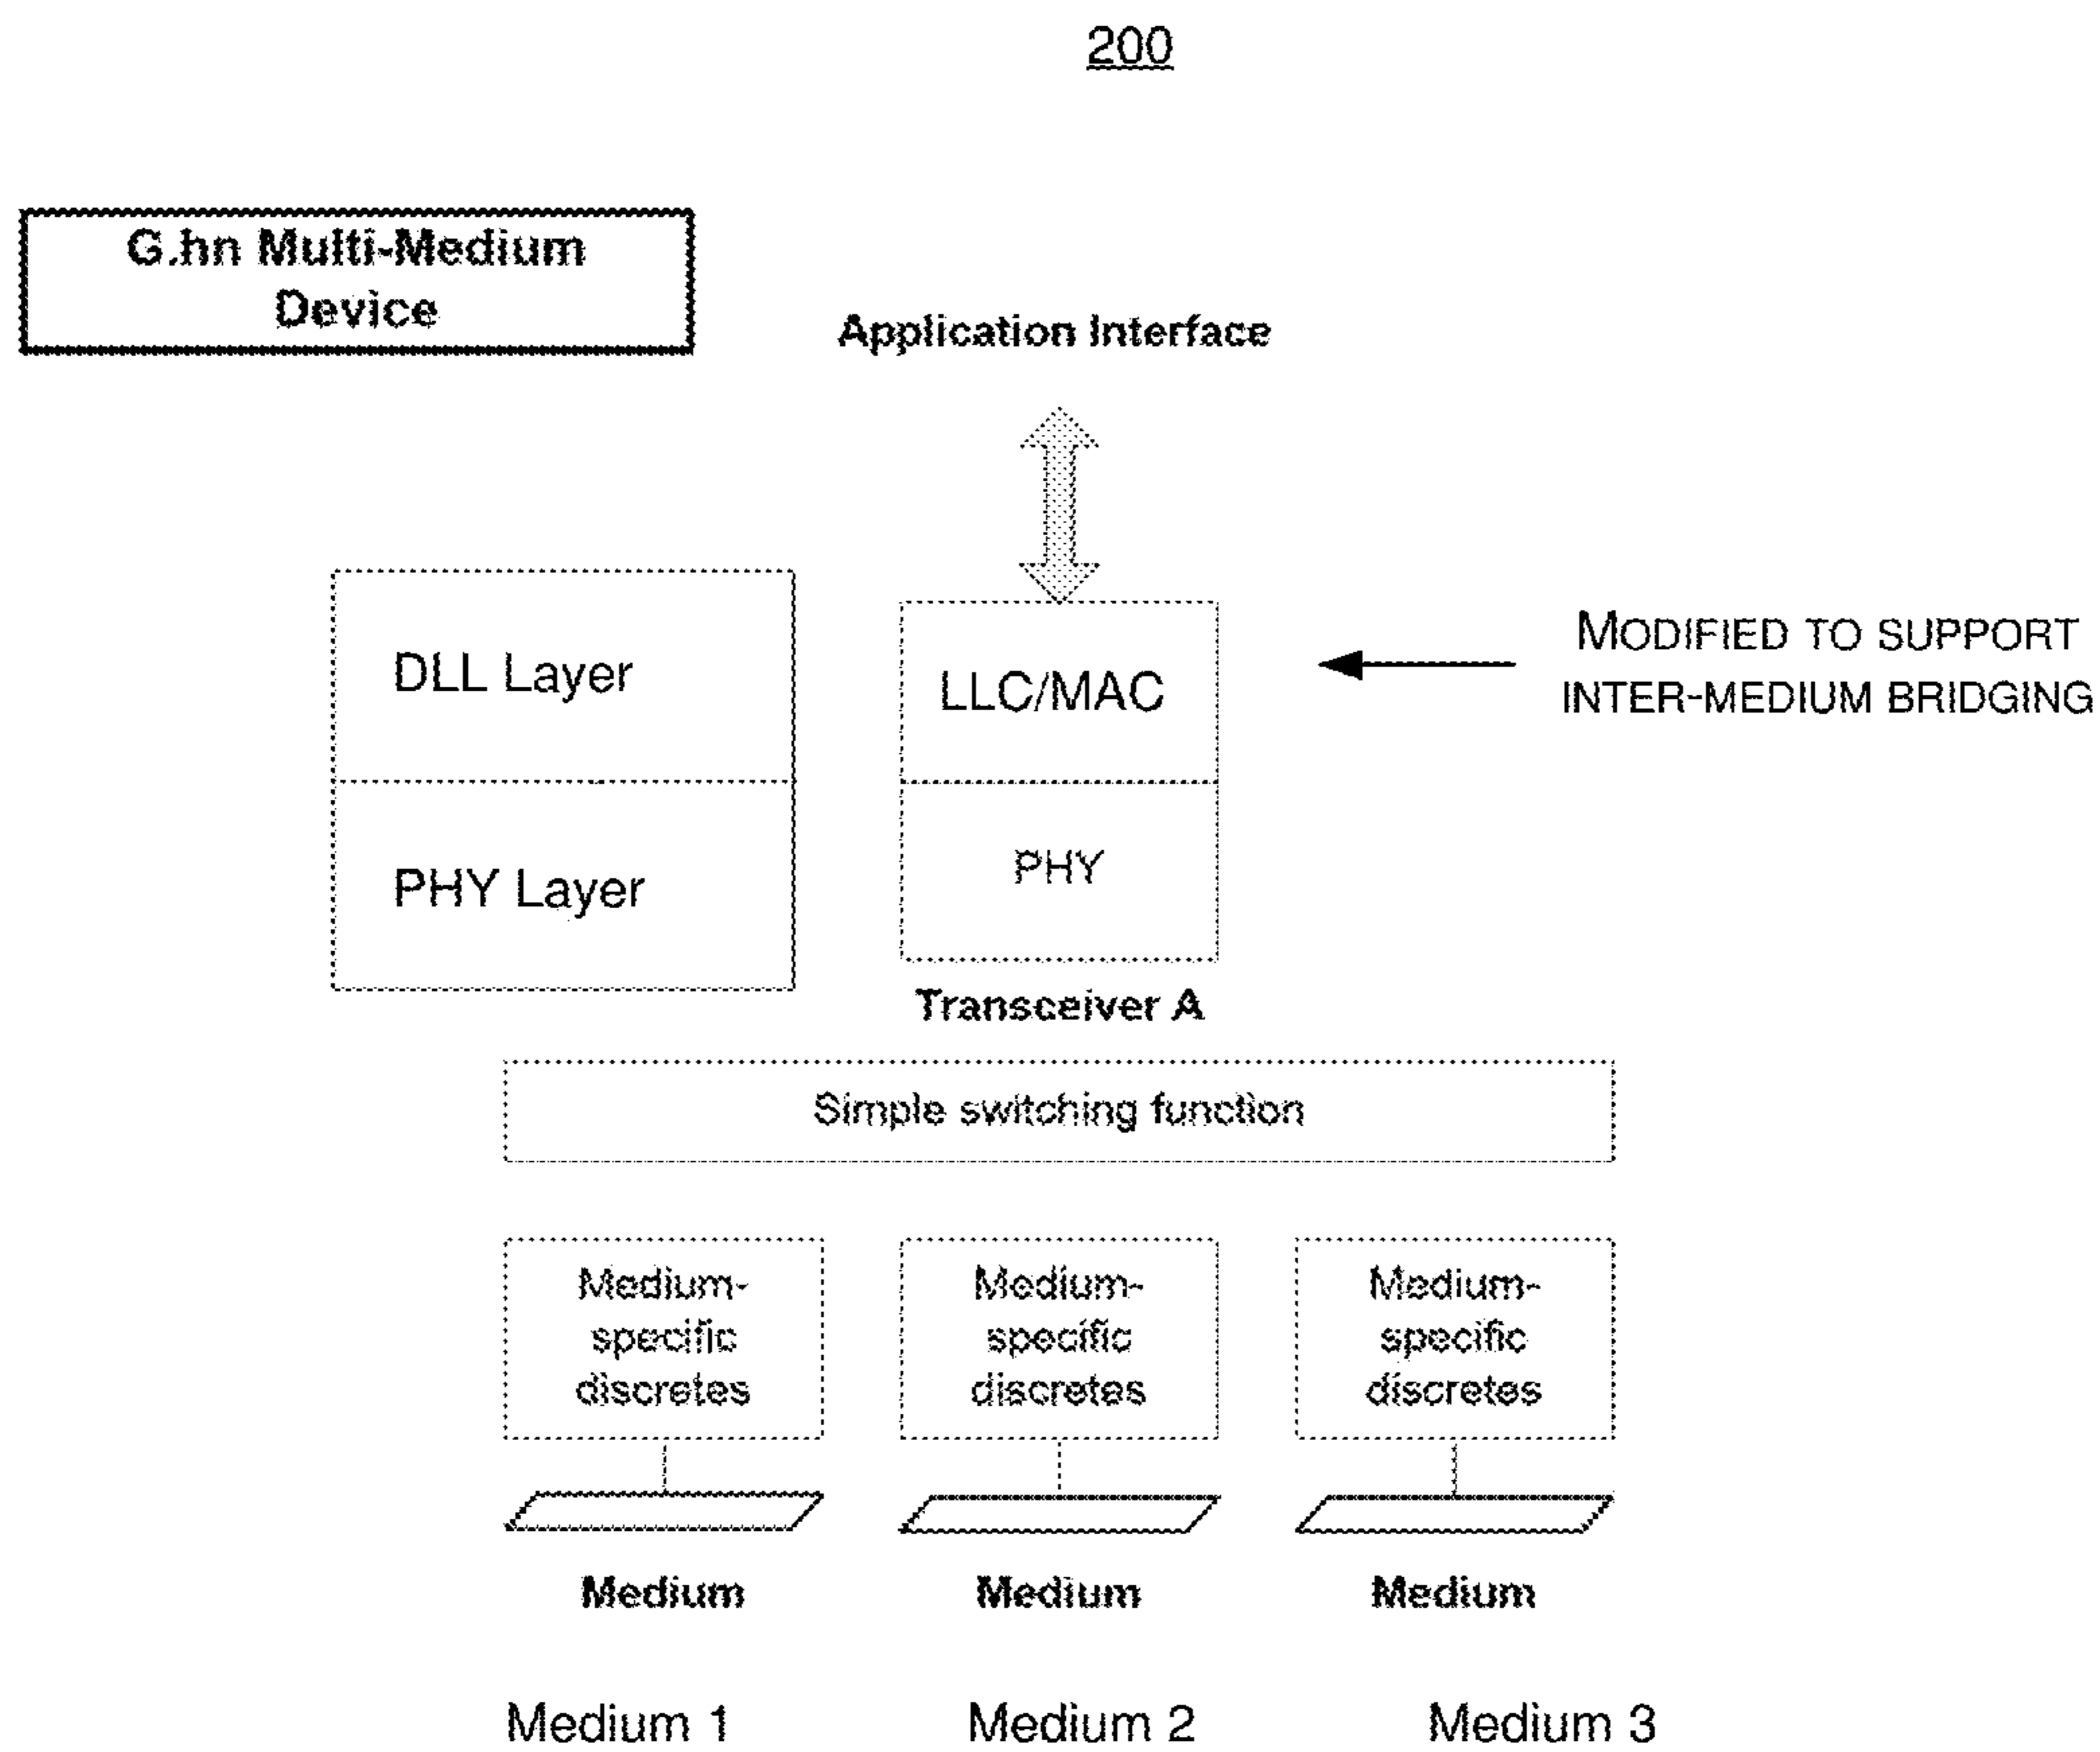 200
G.hn Multi-Medium
Device
Application Interface
DLL Layer
PHY Layer
LLC/MAC
PHY
Transceiver A
MODIFIED TO SUPPORT
INTER-MEDIUM BRIDGING
Simple switching function
Medium-
specific
discretes
Medium-
specific
discretes
Medium-
specific
discretes
Medium
Medium
Medium
Medium 1
Medium 2
Medium 3